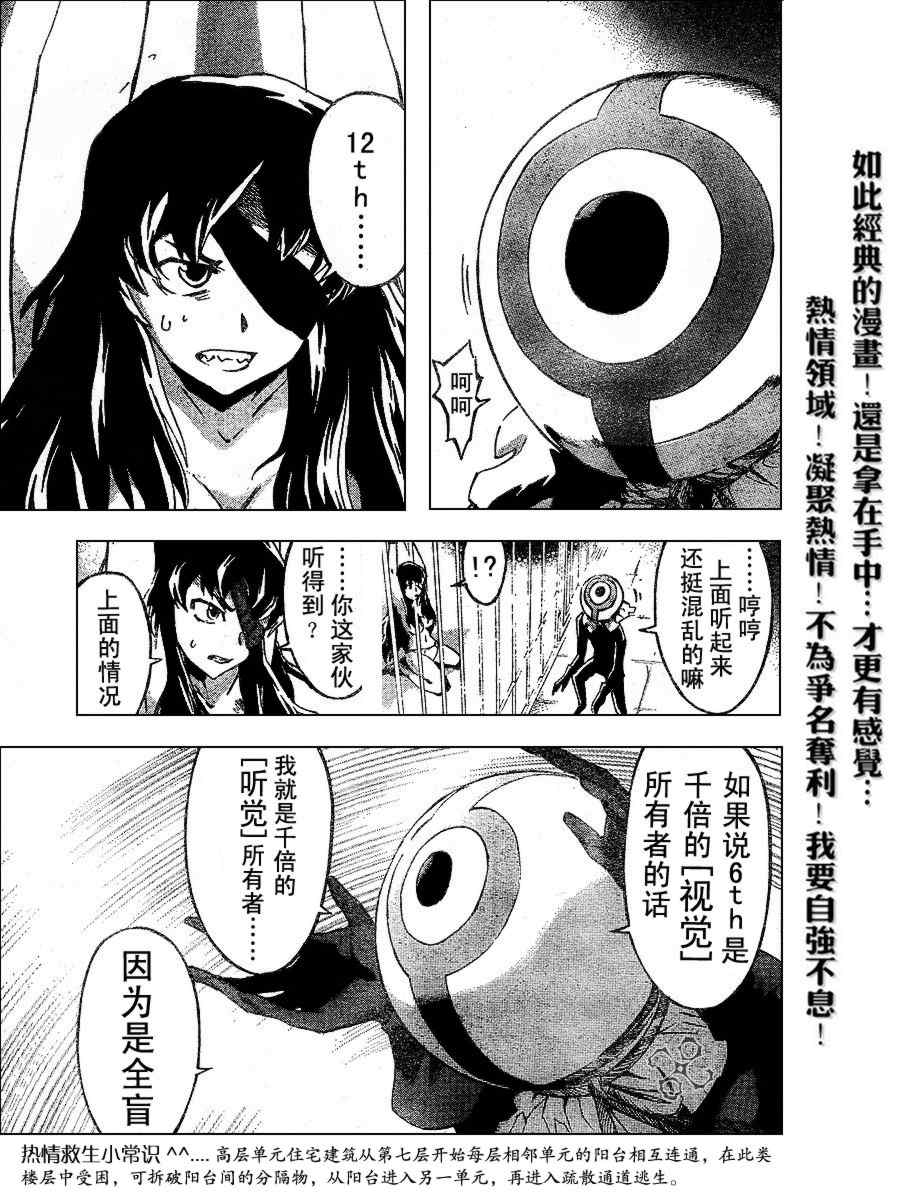 呵
呵
12th……
……哼哼
上面听起来
还挺混乱的嘛
!?
……你这家伙
听得到？
上面的情况
如果说6th是
千倍的[视觉]
所有者的话
我就是千倍的
[听觉]所有者……
因为是全盲
如此經典的漫畫！還是拿在手中…．才更有感覺…
熱情領域！凝聚熱情！不為爭名奪利！我要自強不息！
热情救生小常识 ^^.... 高层单元住宅建筑从第七层开始每层相邻单元的阳台相互连通，在此类
楼层中受困，可拆破阳台间的分隔物，从阳台进入另一单元，再进入疏散通道逃生。